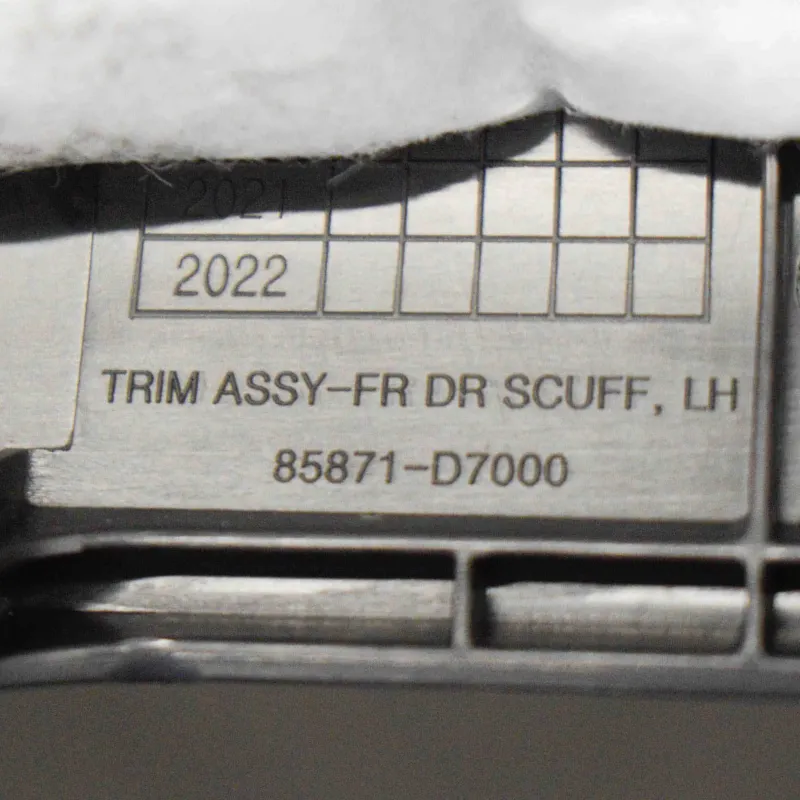 2021
2022
TRIM ASSY-FR DR SCUFF, LH
85871-D7000